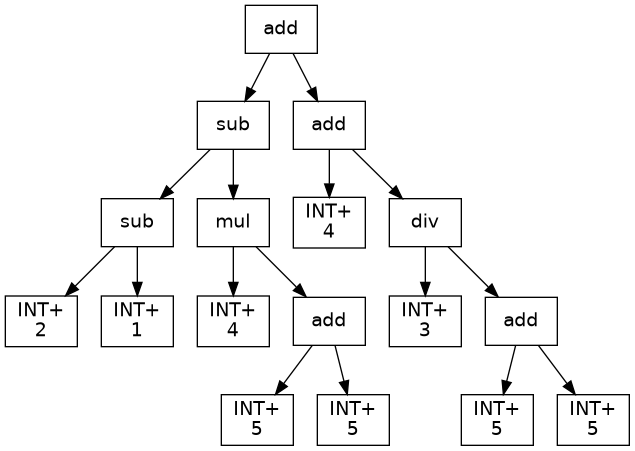 add
sub
add
sub
mul
INT+
4
div
INT+
2
INT+
1
INT+
4
add
INT+
3
add
INT+
5
INT+
5
INT+
5
INT+
5